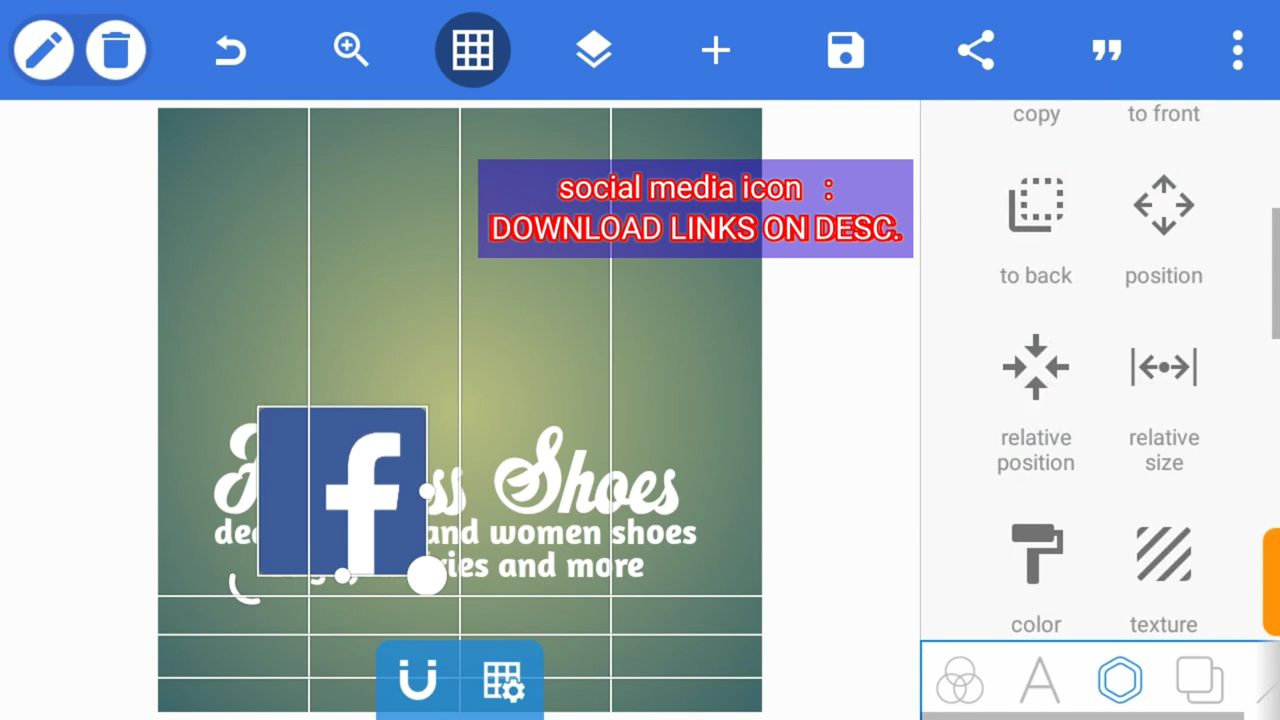 copy
to front
social media icon :
DOWNLOAD LINKS ON DESC.
to back
position
relative
position
relative
size
f
Shoes
and women shoes
and more
color
texture